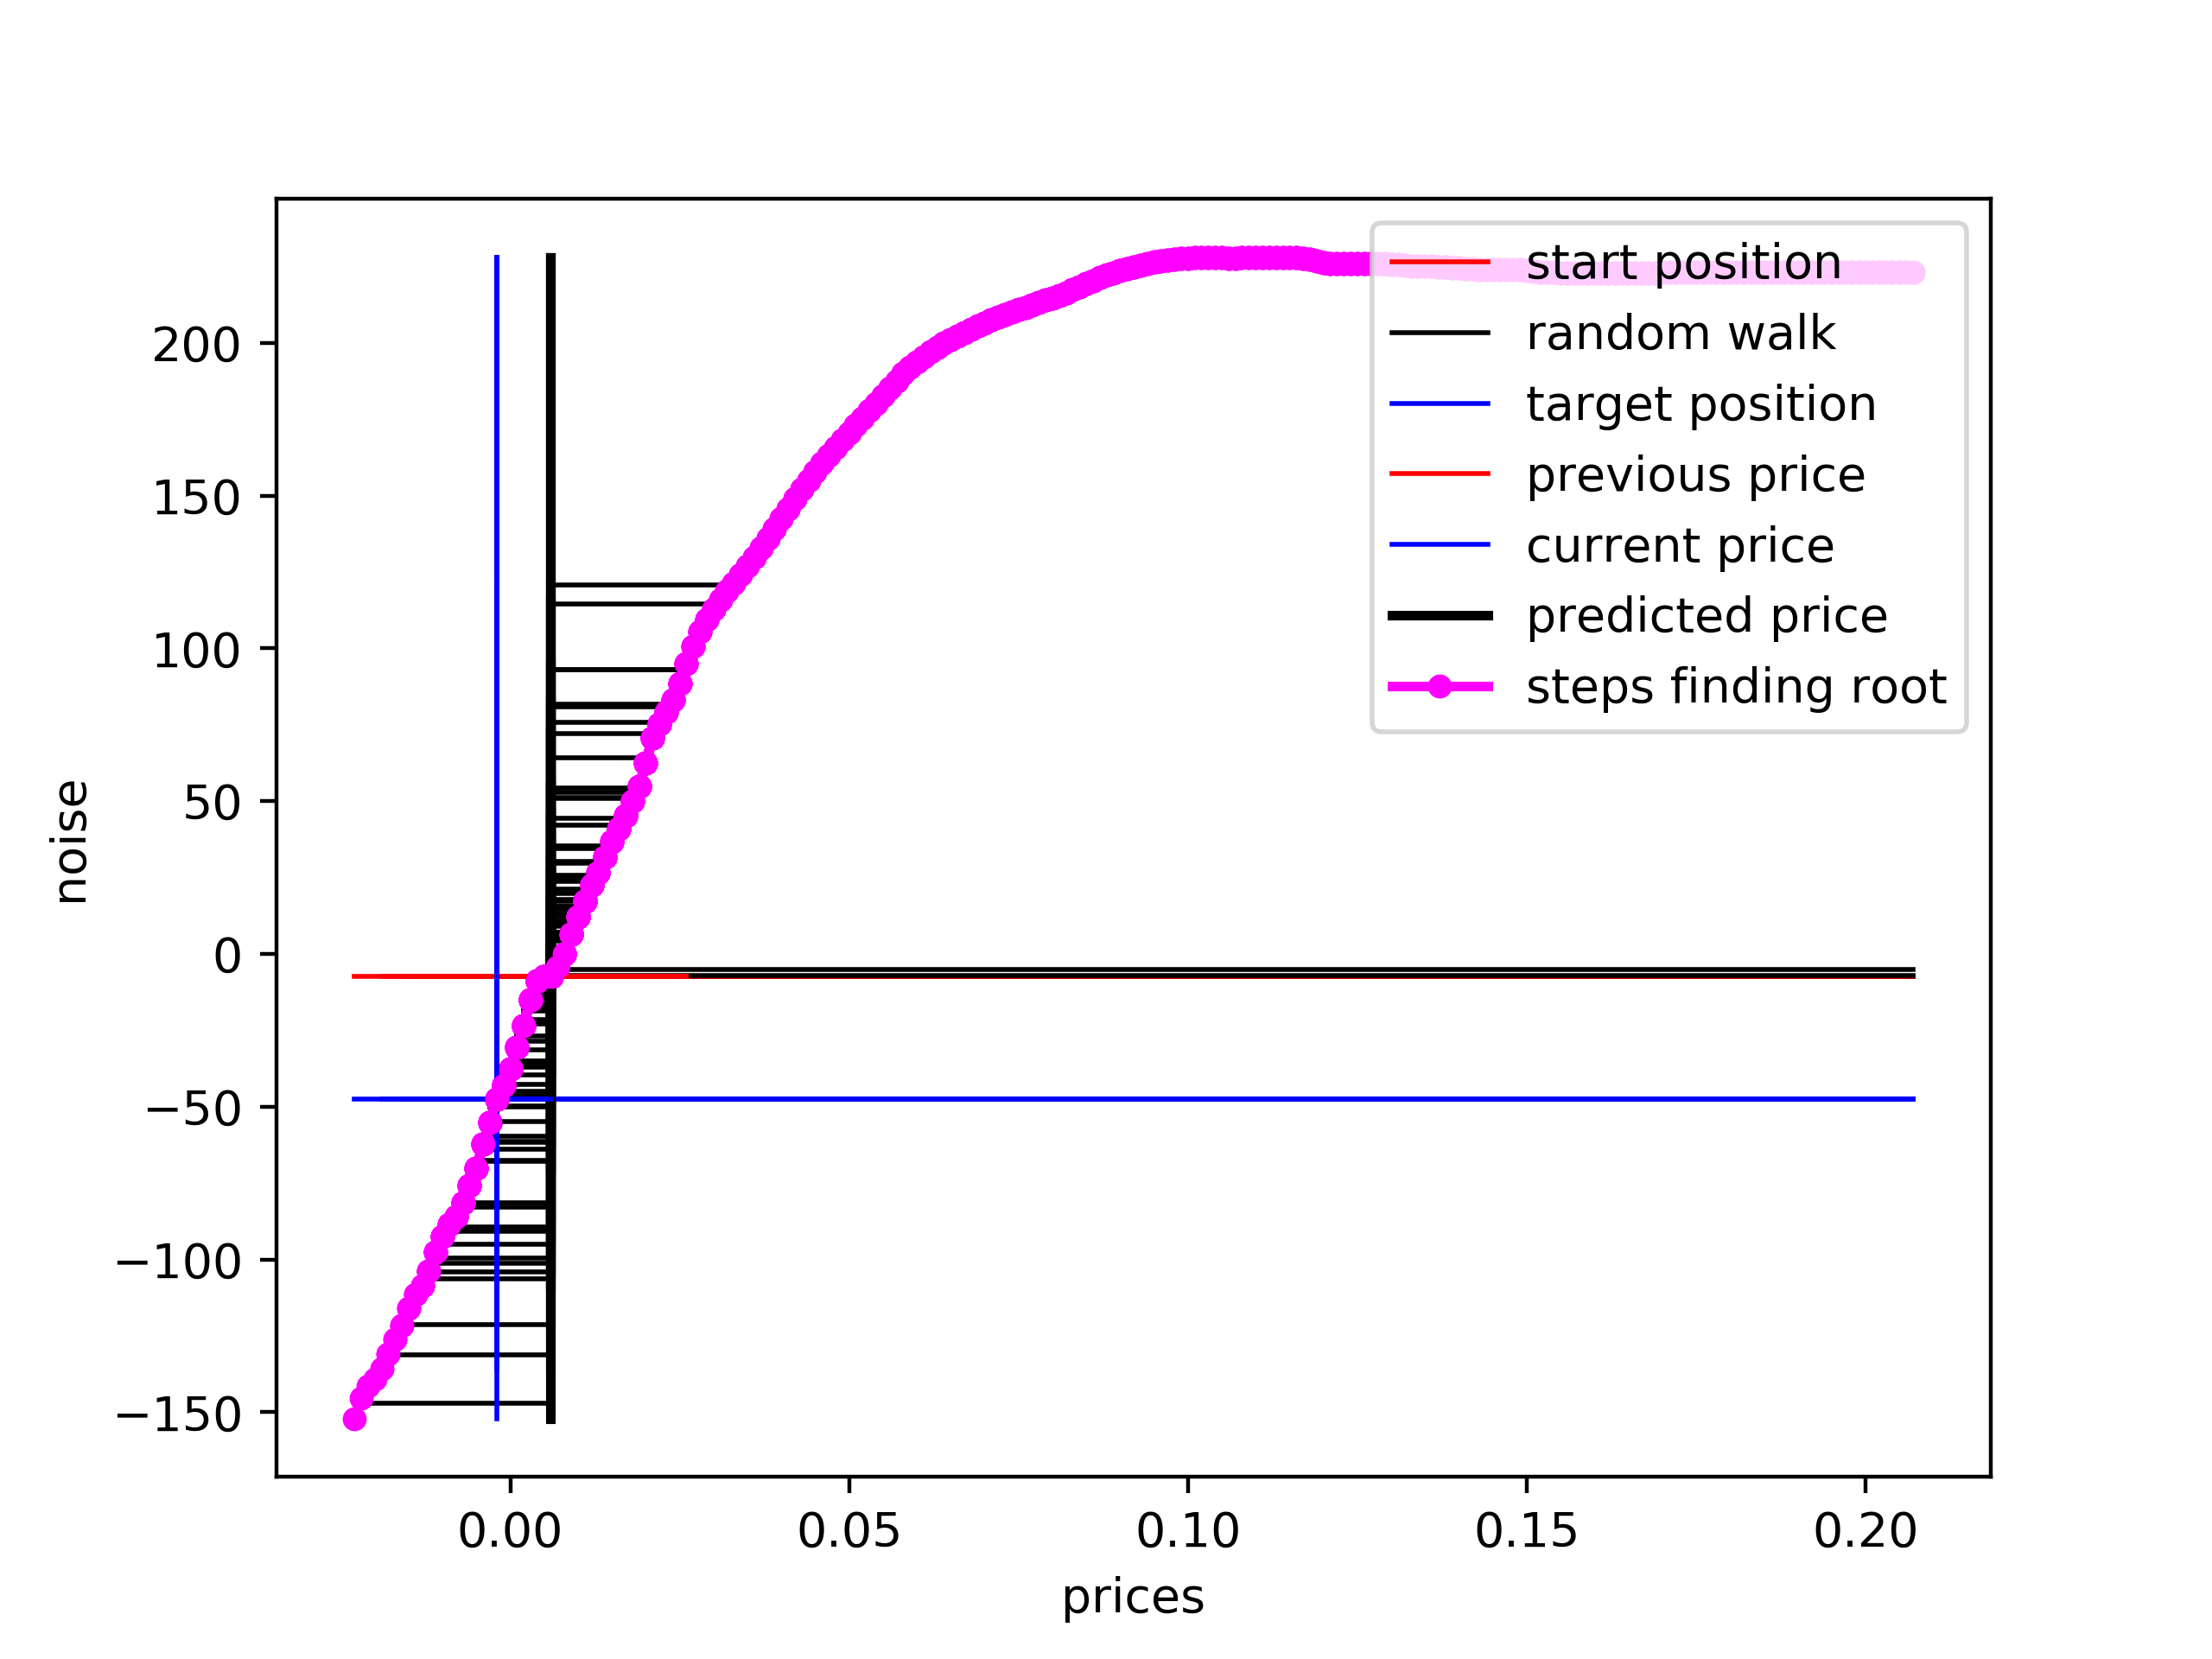 start position
random walk
target position
previous price
current price
predicted price
steps finding root
200
150
100
50
0
−50
−100
−150
noise
0.00 0.05 0.10 0.15 0.20
prices